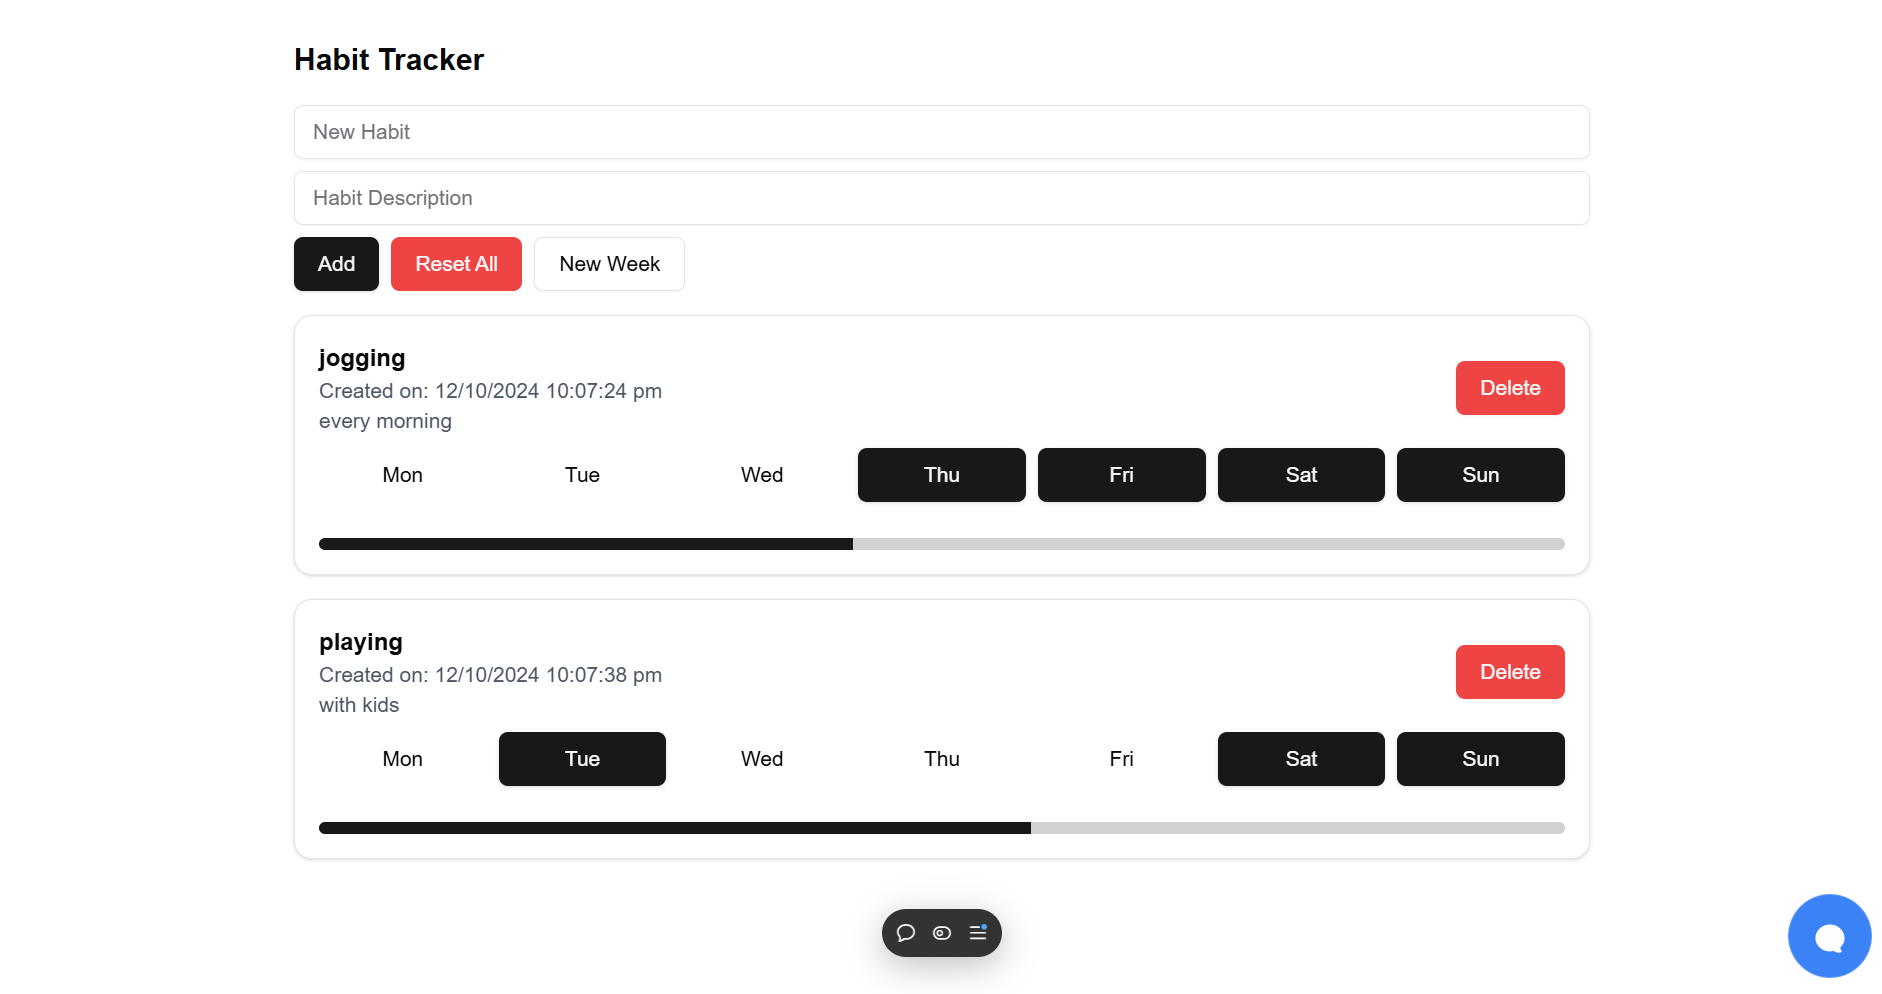 Habit Tracker
New Habit
Habit Description
Add Reset All New Week
jogging
Created on: 12/10/2024 10:07:24 pm
every morning
Delete
Mon Tue Wed Thu Fri Sat Sun
playing
Created on: 12/10/2024 10:07:38 pm
with kids
Delete
Mon Tue Wed Thu Fri Sat Sun